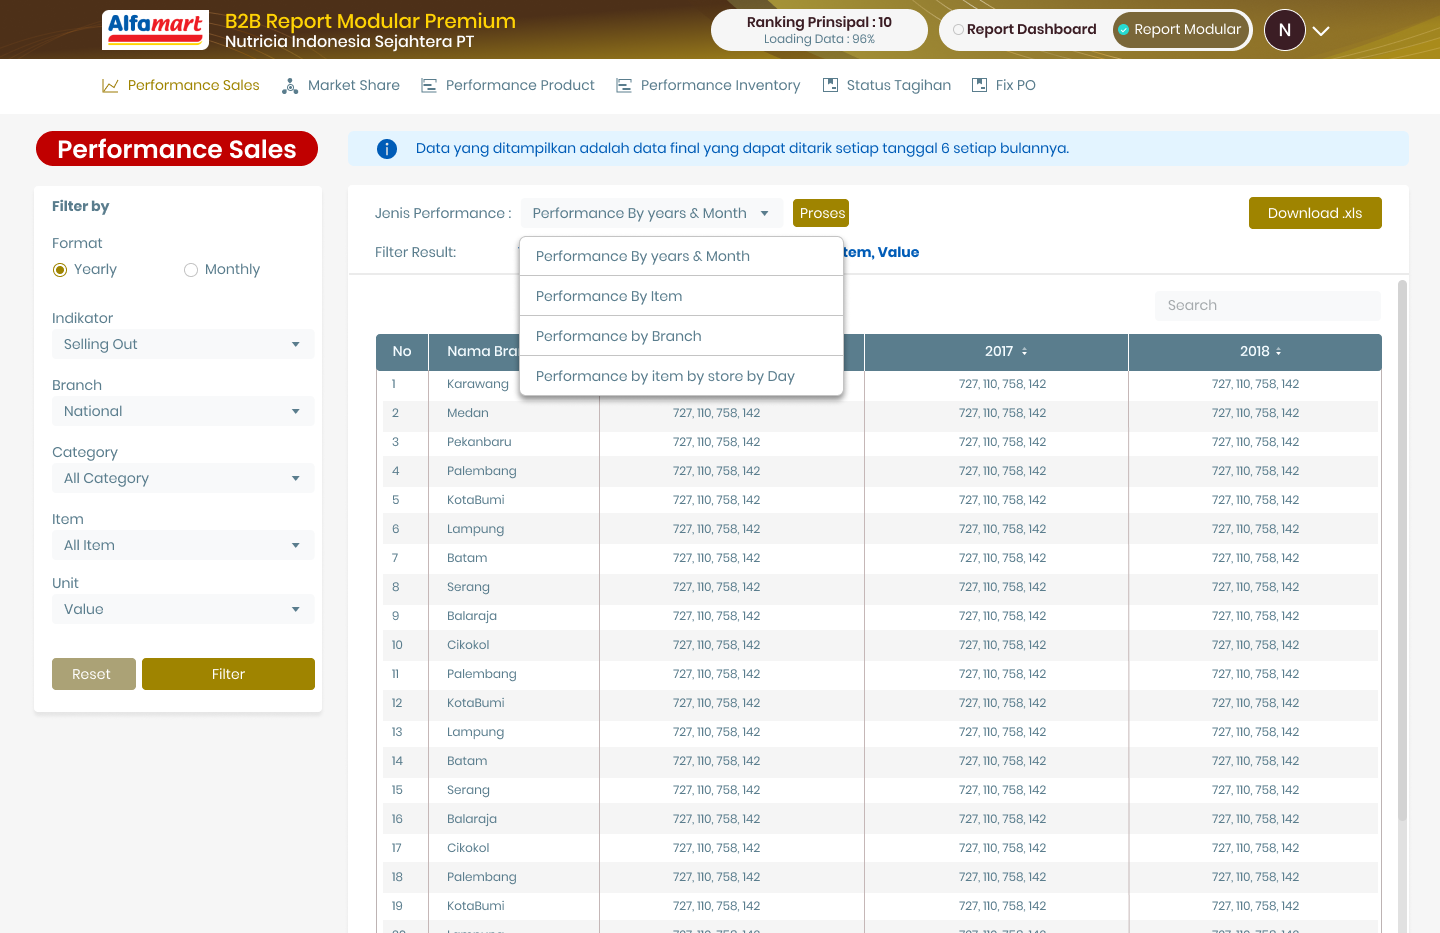 Alfamart
B2B Report Modular Premium
Nutricia Indonesia Sejahtera PT
Ranking Prinsipal : 10
Loading Data : 96%
Report Dashboard
Report Modular
N
Performance Sales
Market Share
Performance Product
Performance Inventory
Status Tagihan
Fix PO
Performance Sales
Data yang ditampilkan adalah data final yang dapat ditarik setiap tanggal 6 setiap bulannya.
Filter by
Format
Yearly Monthly
Indikator
Selling Out
Branch
National
Category
All Category
Item
All Item
Unit
Value
Reset Filter
Jenis Performance : Performance By years & Month Proses Download .xls
Filter Result: Value
Performance By years & Month
Performance By Item
Performance by Branch
Performance by item by store by Day
Search
No Nama 2017 2018
1 Karawang 727, 110, 758, 142 727, 110, 758, 142
2 Medan 727, 110, 758, 142 727, 110, 758, 142 727, 110, 758, 142
3 Pekanbaru 727, 110, 758, 142 727, 110, 758, 142 727, 110, 758, 142
4 Palembang 727, 110, 758, 142 727, 110, 758, 142 727, 110, 758, 142
5 KotaBumi 727, 110, 758, 142 727, 110, 758, 142 727, 110, 758, 142
6 Lampung 727, 110, 758, 142 727, 110, 758, 142 727, 110, 758, 142
7 Batam 727, 110, 758, 142 727, 110, 758, 142 727, 110, 758, 142
8 Serang 727, 110, 758, 142 727, 110, 758, 142 727, 110, 758, 142
9 Balaraja 727, 110, 758, 142 727, 110, 758, 142 727, 110, 758, 142
10 Cikokol 727, 110, 758, 142 727, 110, 758, 142 727, 110, 758, 142
11 Palembang 727, 110, 758, 142 727, 110, 758, 142 727, 110, 758, 142
12 KotaBumi 727, 110, 758, 142 727, 110, 758, 142 727, 110, 758, 142
13 Lampung 727, 110, 758, 142 727, 110, 758, 142 727, 110, 758, 142
14 Batam 727, 110, 758, 142 727, 110, 758, 142 727, 110, 758, 142
15 Serang 727, 110, 758, 142 727, 110, 758, 142 727, 110, 758, 142
16 Balaraja 727, 110, 758, 142 727, 110, 758, 142 727, 110, 758, 142
17 Cikokol 727, 110, 758, 142 727, 110, 758, 142 727, 110, 758, 142
18 Palembang 727, 110, 758, 142 727, 110, 758, 142 727, 110, 758, 142
19 KotaBumi 727, 110, 758, 142 727, 110, 758, 142 727, 110, 758, 142